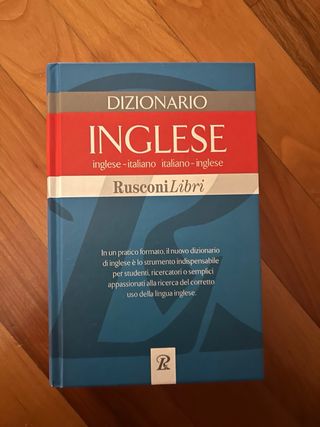 DIZIONARIO
INGLESE
inglese-italiano italiano-inglese
RusconiLibri
In un pratico formato, il nuovo dizionario
di inglese è lo strumento indispensabile
per studenti, ricercatori o semplici
appassionati alla ricerca del corretto
uso della lingua inglese.